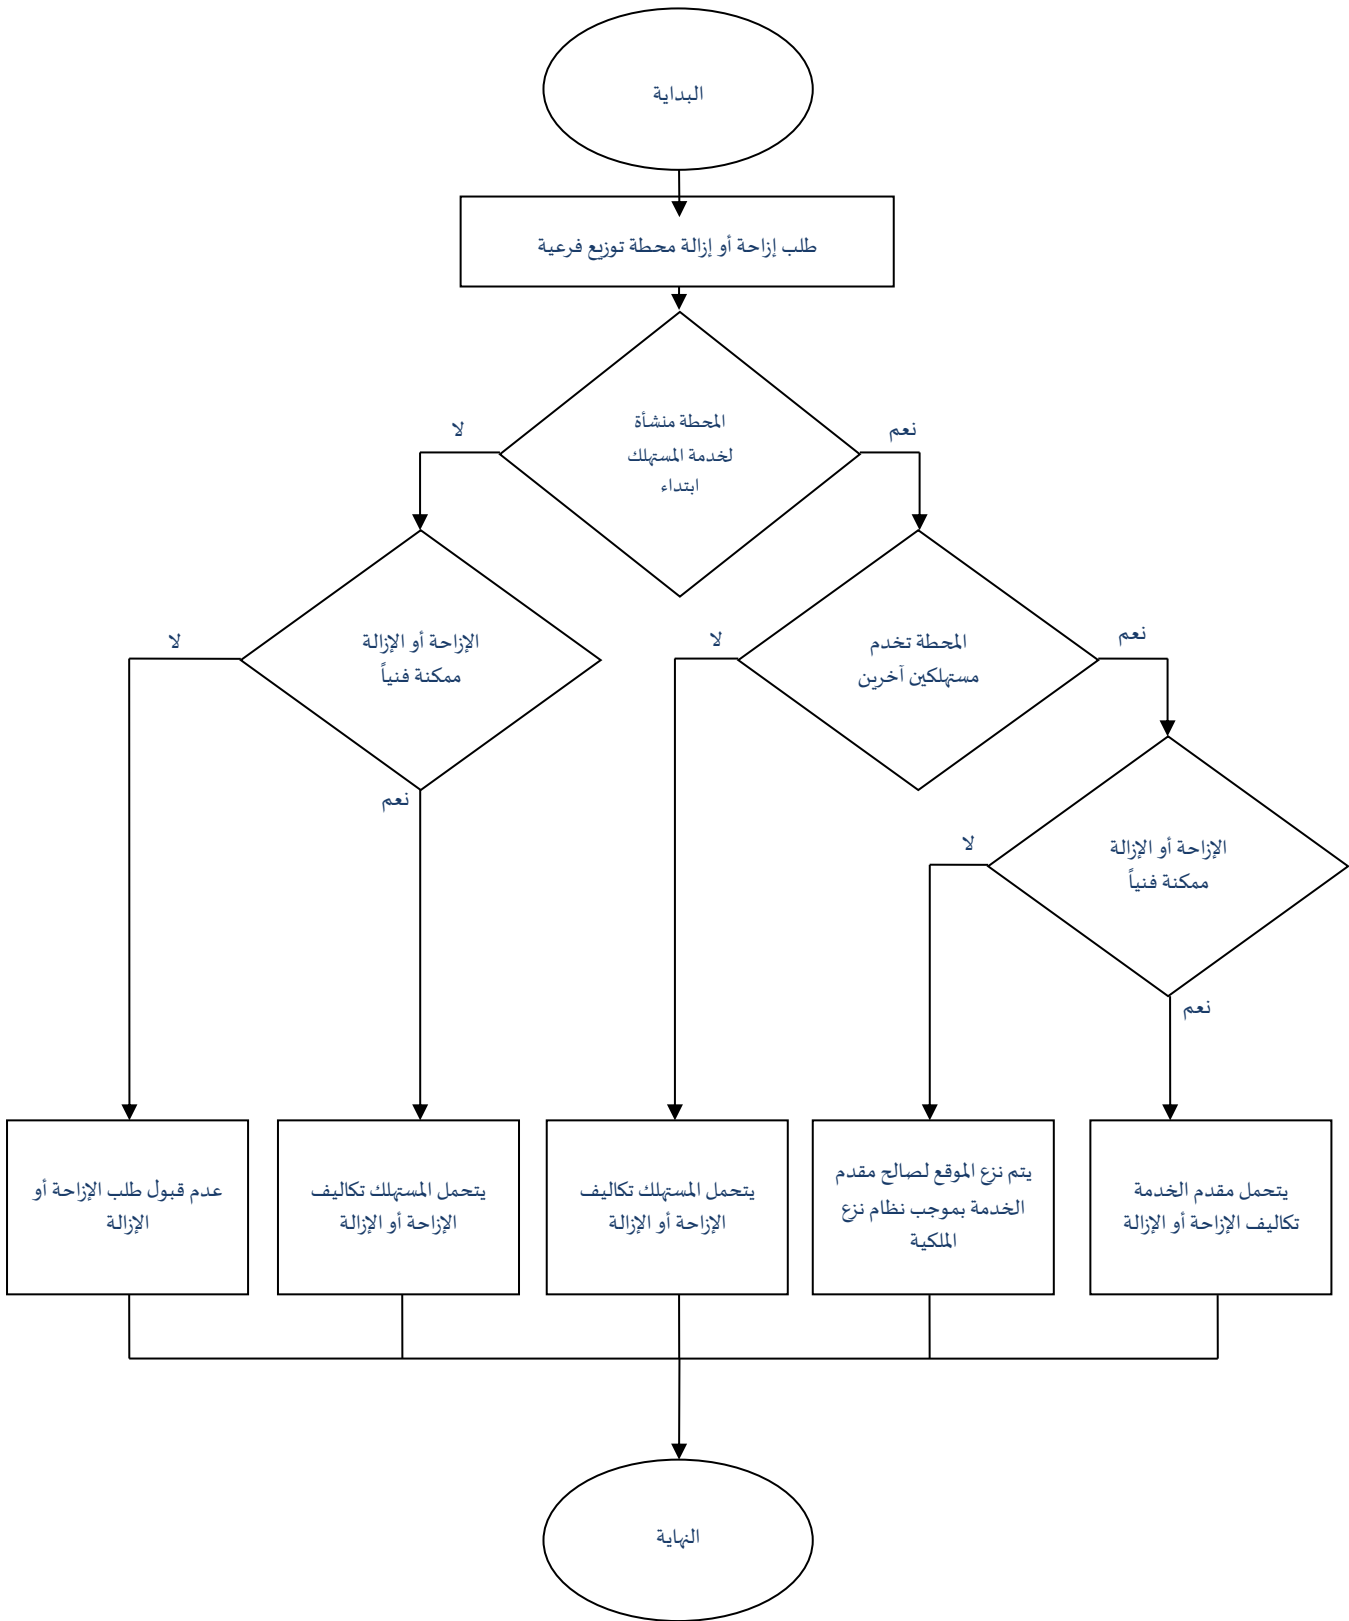 البداية
طلب إزاحة أو إزالة محطة توزيع فرعية
المحطة منشأة
لخدمة المستهلك
ابتداء
نعم
لا
المحطة تخدم
مستهلكين آخرين
نعم
لا
الإزاحة أو الإزالة
ممكنة فنياً
لا
نعم
الإزاحة أو الإزالة
ممكنة فنياً
لا
نعم
يتحمل مقدم الخدمة
تكاليف الإزاحة أو الإزالة
يتم نزع الموقع لصالح مقدم
الخدمة بموجب نظام نزع
الملكية
يتحمل المستهلك تكاليف
الإزاحة أو الإزالة
يتحمل المستهلك تكاليف
الإزاحة أو الإزالة
عدم قبول طلب الإزاحة أو
الإزالة
النهاية